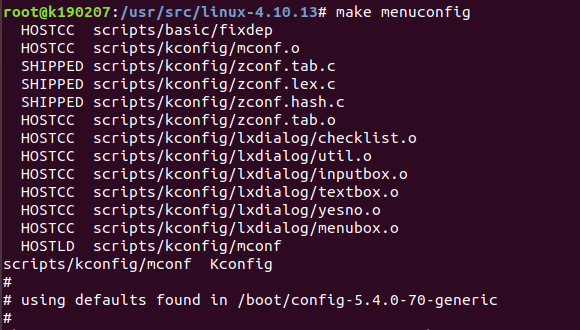 root@k190207:/usr/src/linux-4.10.13# make menuconfig
  HOSTCC  scripts/basic/fixdep
  HOSTCC  scripts/kconfig/mconf.o
  SHIPPED scripts/kconfig/zconf.tab.c
  SHIPPED scripts/kconfig/zconf.lex.c
  SHIPPED scripts/kconfig/zconf.hash.c
  HOSTCC  scripts/kconfig/zconf.tab.o
  HOSTCC  scripts/kconfig/lxdialog/checklist.o
  HOSTCC  scripts/kconfig/lxdialog/util.o
  HOSTCC  scripts/kconfig/lxdialog/inputbox.o
  HOSTCC  scripts/kconfig/lxdialog/textbox.o
  HOSTCC  scripts/kconfig/lxdialog/yesno.o
  HOSTCC  scripts/kconfig/lxdialog/menubox.o
  HOSTLD  scripts/kconfig/mconf
scripts/kconfig/mconf  Kconfig
#
# using defaults found in /boot/config-5.4.0-70-generic
#